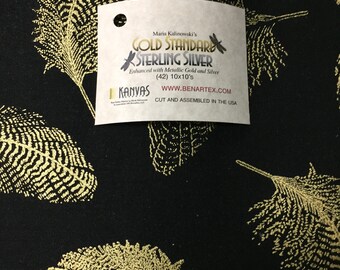 Maria Kalinowski's
GOLD STANDARD
STERLING SILVER
Enhanced with Metallic Gold and Silver
(42) 10x10's
KANVAS
WWW.BENARTEX.COM
CUT AND ASSEMBLED IN THE USA